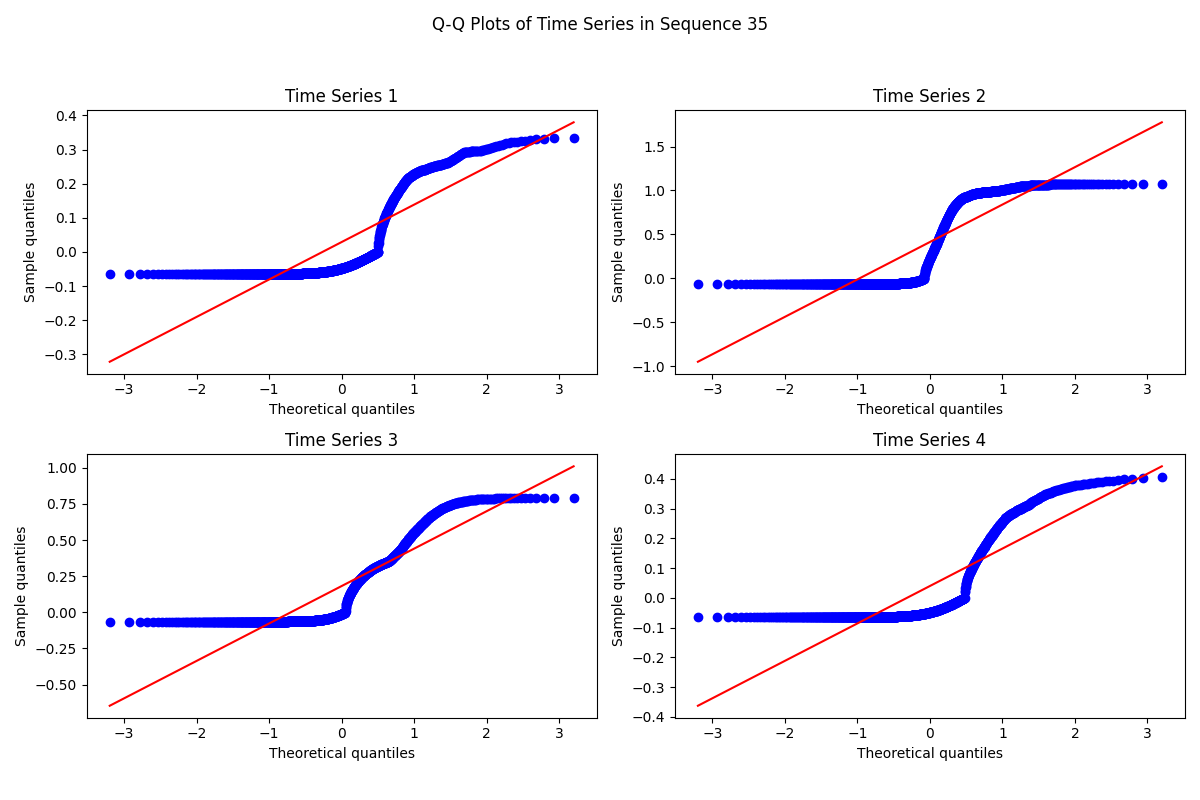 Q-Q Plots of Time Series in Sequence 35
Time Series 1
0.4
0.3
0.2
0.1
0.0
−0.1
−0.2
−0.3
Sample quantiles
−3 −2 −1 0 1 2 3
Theoretical quantiles
Time Series 2
1.5
1.0
0.5
0.0
−0.5
−1.0
Sample quantiles
−3 −2 −1 0 1 2 3
Theoretical quantiles
Time Series 3
1.00
0.75
0.50
0.25
0.00
−0.25
−0.50
Sample quantiles
−3 −2 −1 0 1 2 3
Theoretical quantiles
Time Series 4
0.4
0.3
0.2
0.1
0.0
−0.1
−0.2
−0.3
−0.4
Sample quantiles
−3 −2 −1 0 1 2 3
Theoretical quantiles